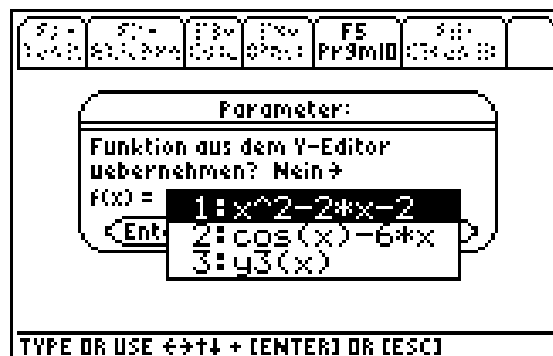 F5
PrgmIO
Parameter:
Funktion aus dem Y-Editor
uebernehmen? Nein→
f(x) =
1:x^2-2*x-2
2:cos(x)-6*x
3:y3(x)
<Ent
TYPE OR USE ←→↑↓ + [ENTER] OR [ESC]